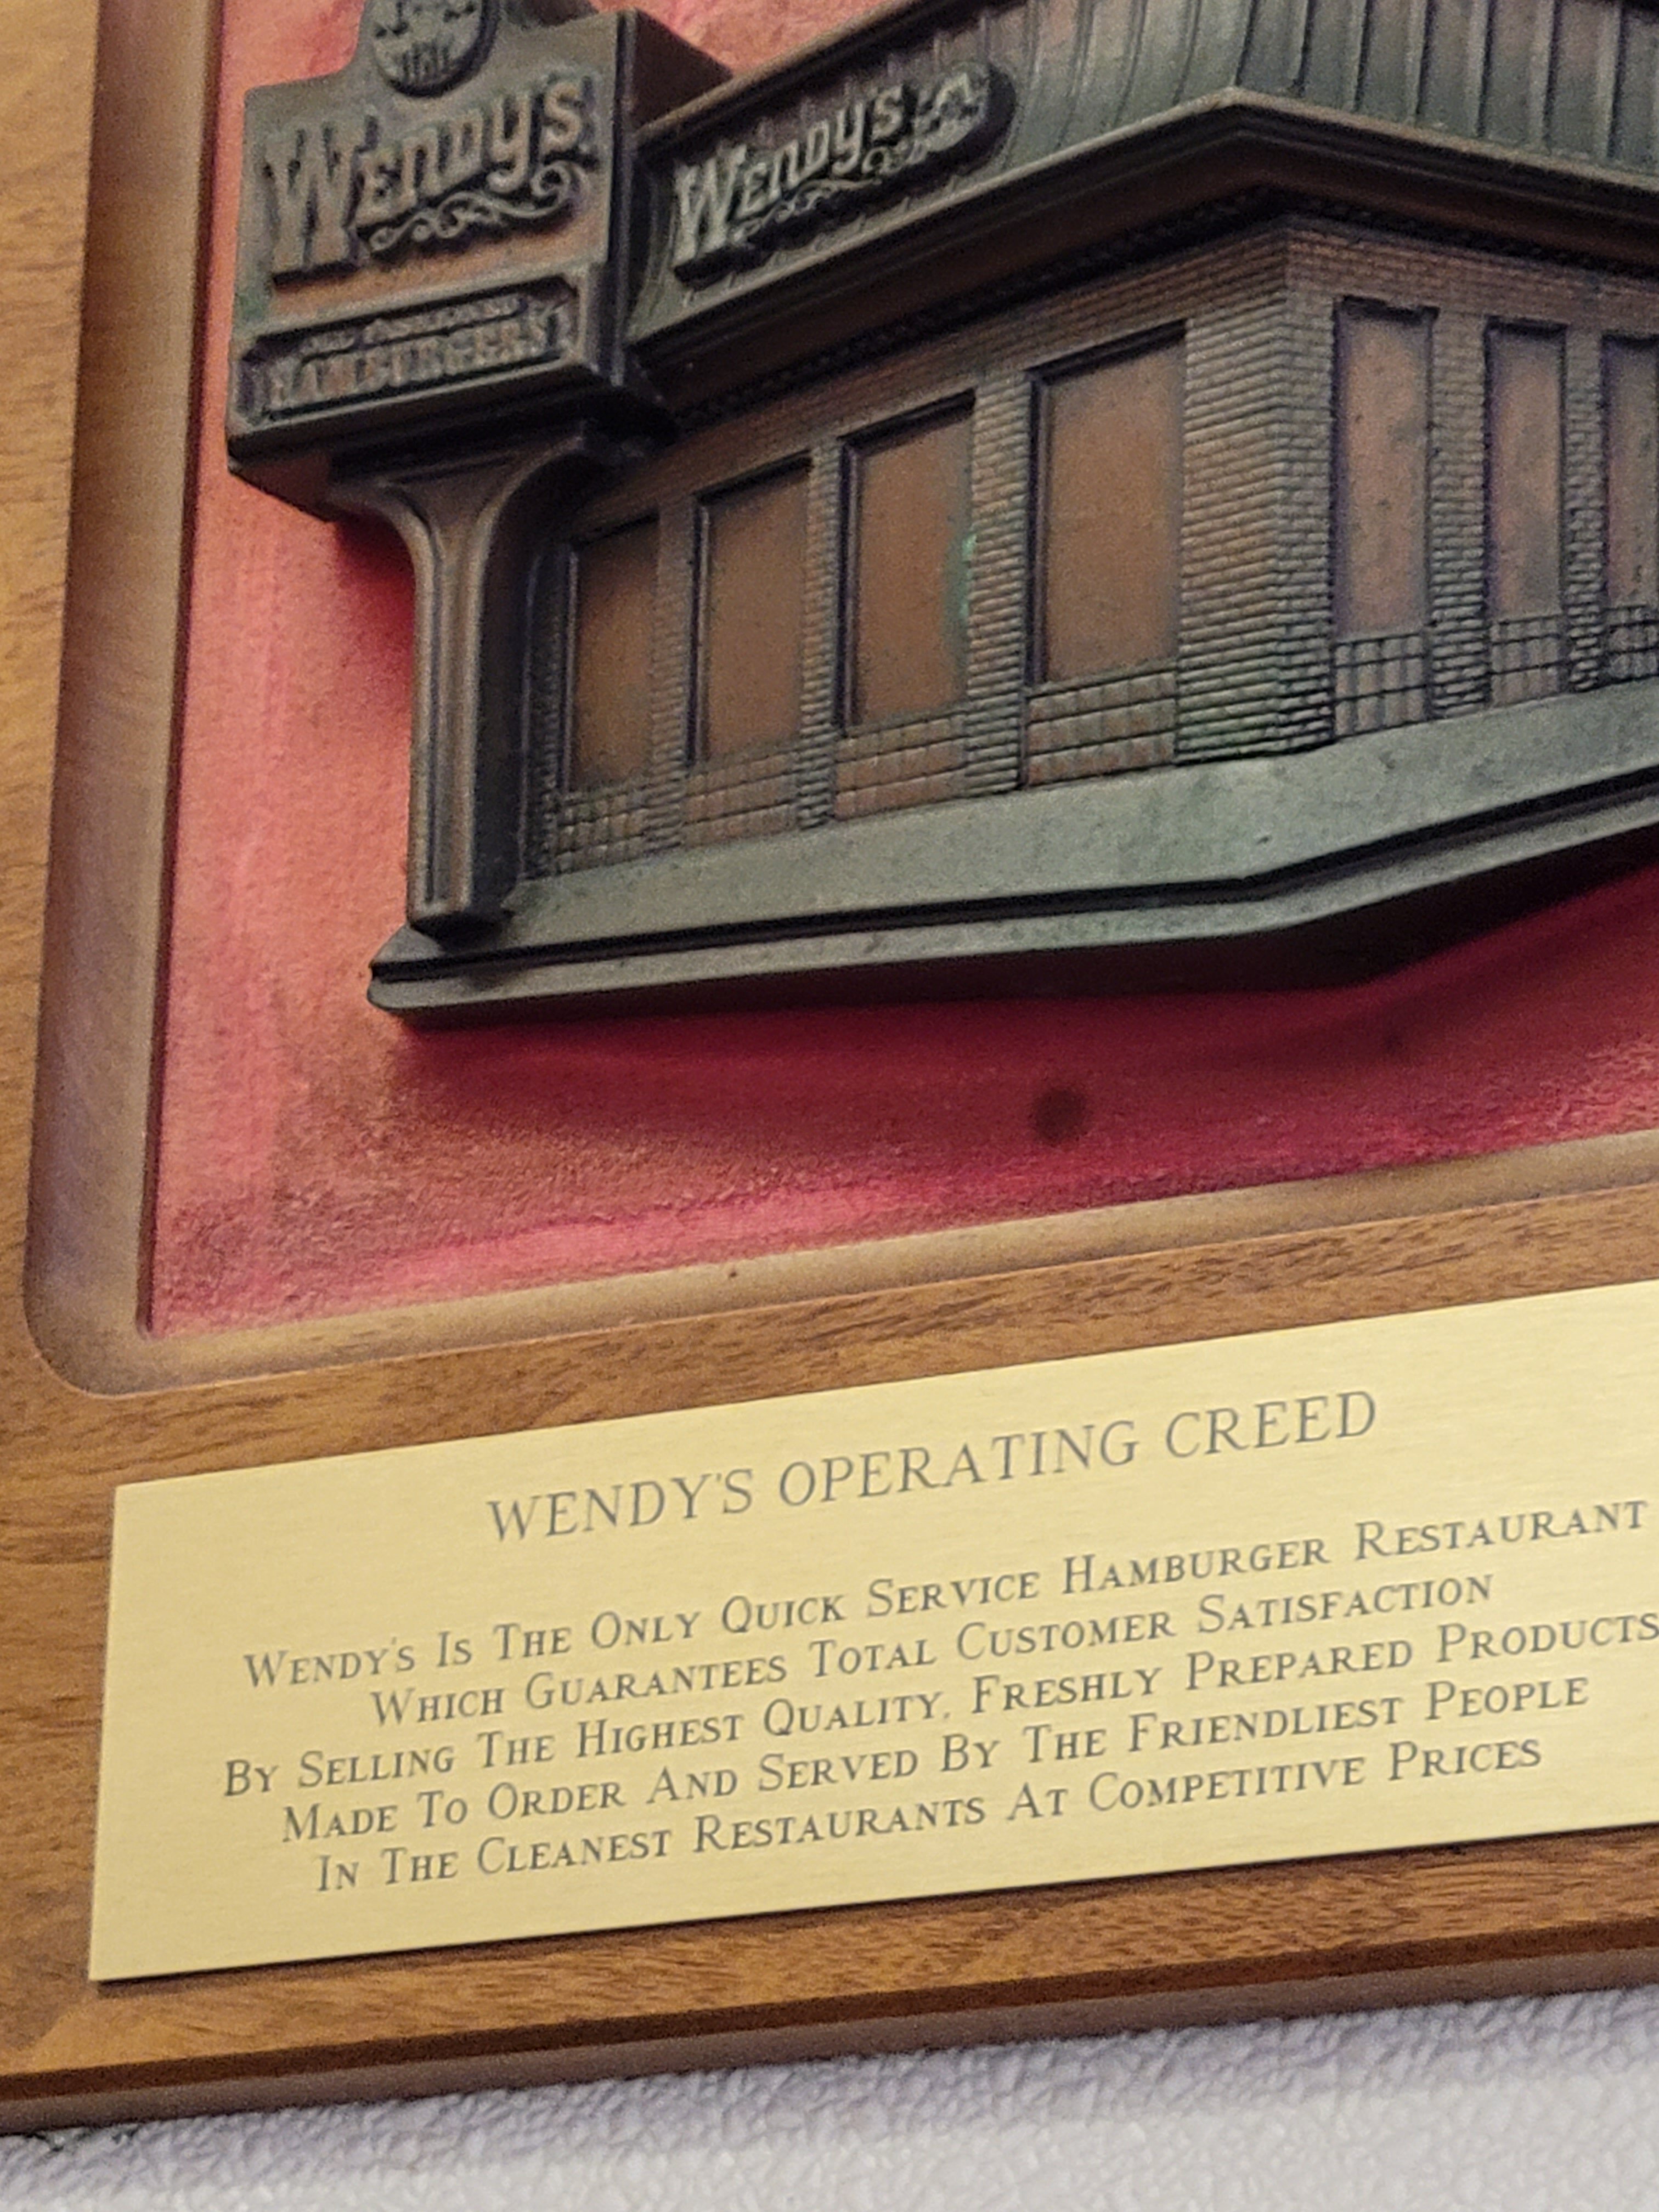 Wendy's
Wendy's
HAMBURGERS
WENDY'S OPERATING CREED
WENDY'S IS THE ONLY QUICK SERVICE HAMBURGER RESTAURANT
WHICH GUARANTEES TOTAL CUSTOMER SATISFACTION
BY SELLING THE HIGHEST QUALITY, FRESHLY PREPARED PRODUCTS
MADE TO ORDER AND SERVED BY THE FRIENDLIEST PEOPLE
IN THE CLEANEST RESTAURANTS AT COMPETITIVE PRICES